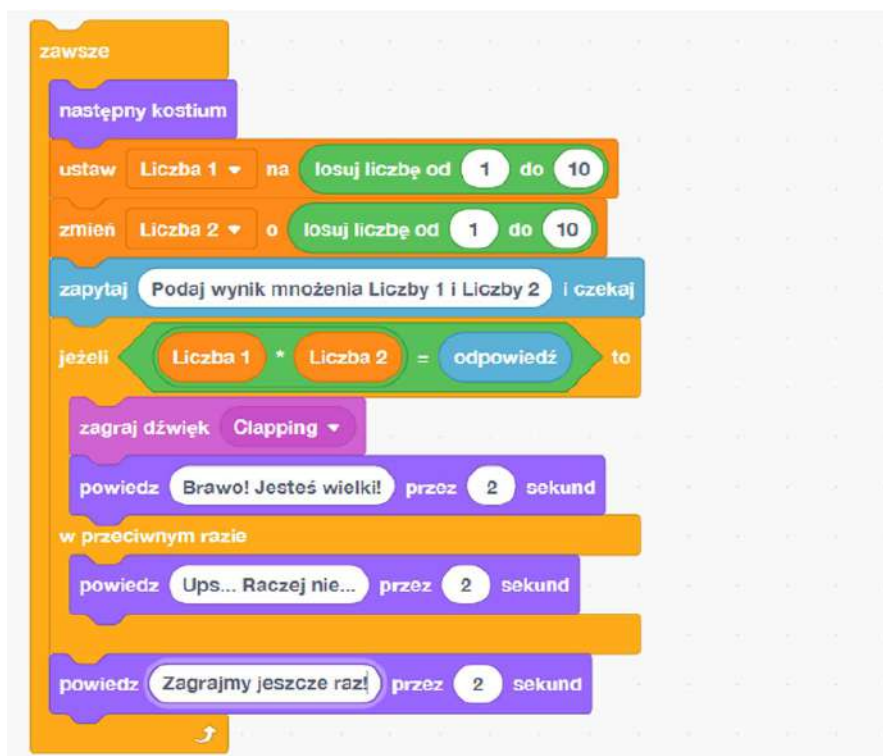 zawsze
następny kostium
ustaw Liczba 1 na losuj liczbę od 1 do 10
zmień Liczba 2 o losuj liczbę od 1 do 10
zapytaj Podaj wynik mnożenia Liczby 1 i Liczby 2 i czekaj
jeżeli Liczba 1 * Liczba 2 = odpowiedź to
zagraj dźwięk Clapping
powiedz Brawo! Jesteś wielki! przez 2 sekund
w przeciwnym razie
powiedz Ups... Raczej nie... przez 2 sekund
powiedz Zagrajmy jeszcze raz! przez 2 sekund